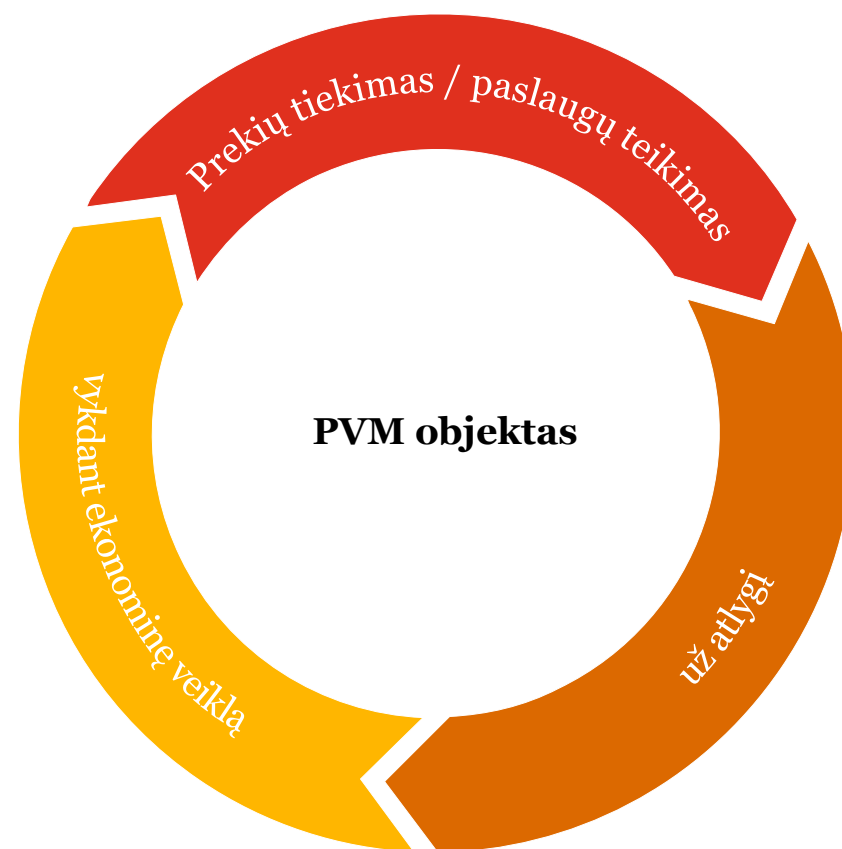 Prekių tiekimas / paslaugų teikimas
už atlygį
vykdant ekonominę veiklą
PVM objektas